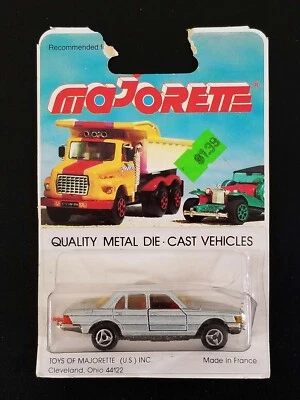 Recommended f
MAJORETTE
$1.39
QUALITY METAL DIE·CAST VEHICLES
TOYS OF MAJORETTE (U.S.) INC
Cleveland, Ohio 44122
Made in France